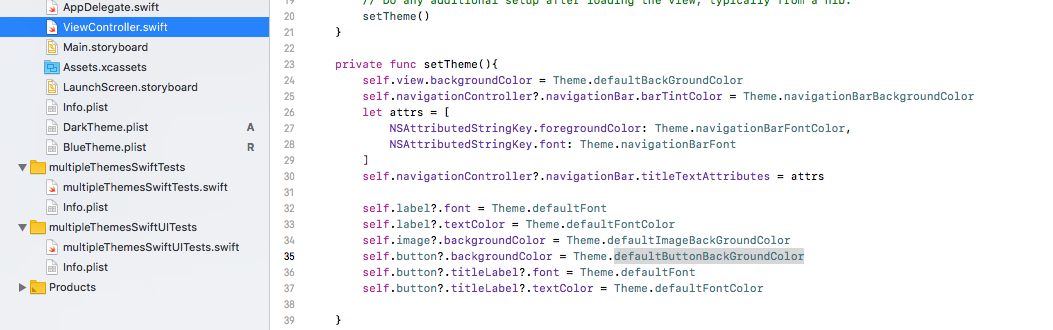 AppDelegate.swift
ViewController.swift
Main.storyboard
Assets.xcassets
LaunchScreen.storyboard
Info.plist
DarkTheme.plist A
BlueTheme.plist R
multipleThemesSwiftTests
multipleThemesSwiftTests.swift
Info.plist
multipleThemesSwiftUITests
multipleThemesSwiftUITests.swift
Info.plist
Products
19 // Do any additional setup after loading the view, typically from a nib.
20 setTheme()
21 }
22
23 private func setTheme(){
24 self.view.backgroundColor = Theme.defaultBackGroundColor
25 self.navigationController?.navigationBar.barTintColor = Theme.navigationBarBackgroundColor
26 let attrs = [
27 NSAttributedStringKey.foregroundColor: Theme.navigationBarFontColor,
28 NSAttributedStringKey.font: Theme.navigationBarFont
29 ]
30 self.navigationController?.navigationBar.titleTextAttributes = attrs
31
32 self.label?.font = Theme.defaultFont
33 self.label?.textColor = Theme.defaultFontColor
34 self.image?.backgroundColor = Theme.defaultImageBackGroundColor
35 self.button?.backgroundColor = Theme.defaultButtonBackGroundColor
36 self.button?.titleLabel?.font = Theme.defaultFont
37 self.button?.titleLabel?.textColor = Theme.defaultFontColor
38
39 }